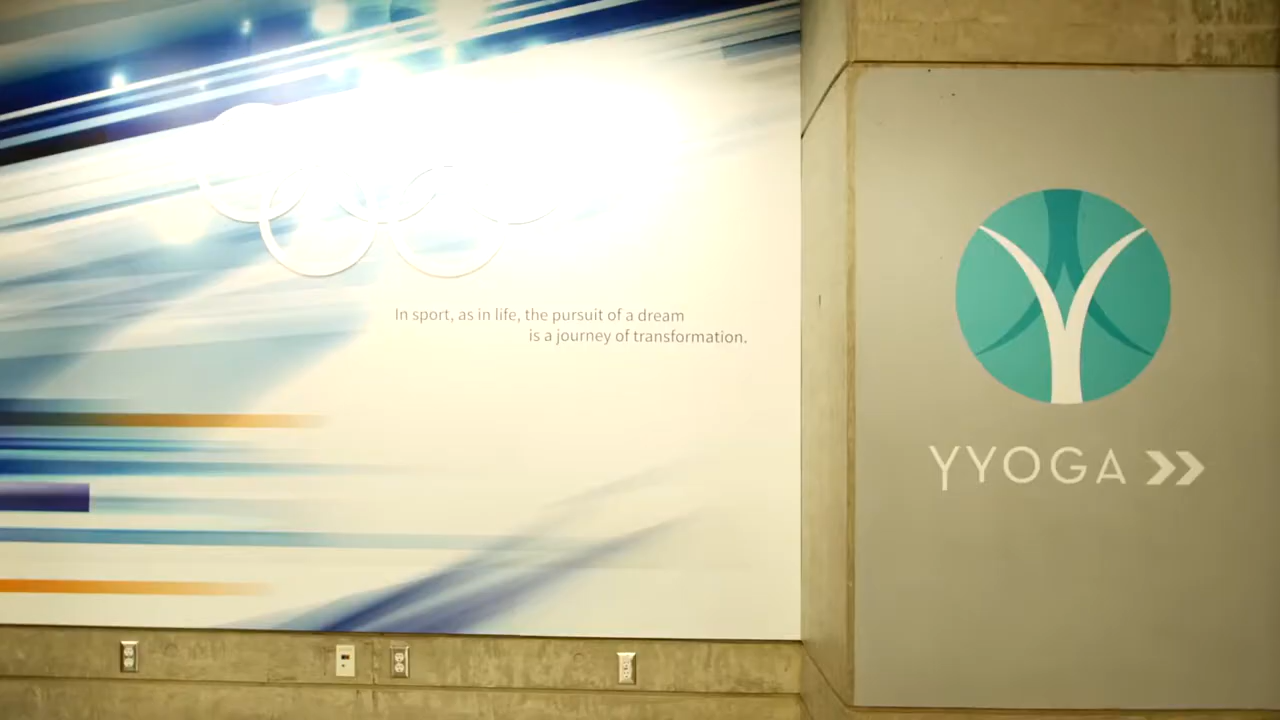 In sport, as in life, the pursuit of a dream
is a journey of transformation.
YYOGA